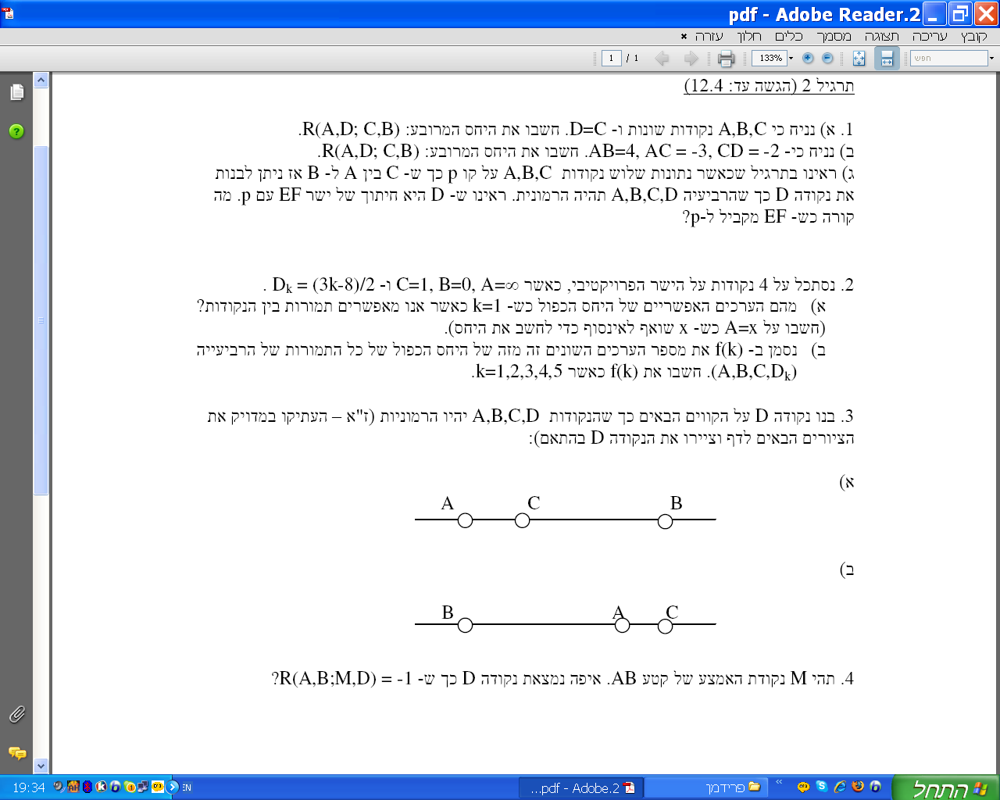 2.pdf - Adobe Reader
קובץ עריכה תצוגה מסמך כלים חלון עזרה
1 / 1 133% חפש
תרגיל 2 (הגשה עד: 12.4)
1. א) נניח כי A,B,C נקודות שונות ו- D=C. חשבו את היחס המרובע: R(A,D; C,B).
ב) נניח כי- AB=4, AC = -3, CD = -2. חשבו את היחס המרובע: R(A,D; C,B).
ג) ראינו בתרגיל שכאשר נתונות שלוש נקודות A,B,C על קו p כך ש- C בין A ל- B אז ניתן לבנות
את נקודה D כך שהרביעיה A,B,C,D תהיה הרמונית. ראינו ש- D היא חיתוך של ישר EF עם p. מה
קורה כש- EF מקביל ל-p?
2. נסתכל על 4 נקודות על הישר הפרויקטיבי, כאשר C=1, B=0, A=∞ ו- Dk = (3k-8)/2 .
א) מהם הערכים האפשריים של היחס הכפול כש- k=1 כאשר אנו מאפשרים תמורות בין הנקודות?
(חשבו על A=x כש- x שואף לאינסוף כדי לחשב את היחס).
ב) נסמן ב- f(k) את מספר הערכים השונים זה מזה של היחס הכפול של כל התמורות של הרביעייה
(A,B,C,Dk). חשבו את f(k) כאשר k=1,2,3,4,5.
3. בנו נקודה D על הקווים הבאים כך שהנקודות A,B,C,D יהיו הרמוניות (ז"א – העתיקו במדויק את
הציורים הבאים לדף וציירו את הנקודה D בהתאם):
א)
A C B
ב)
B A C
4. תהי M נקודת האמצע של קטע AB. איפה נמצאת נקודה D כך ש- R(A,B;M,D) = -1?
התחל פרידמן 2.pdf - Adobe... EN 19:34